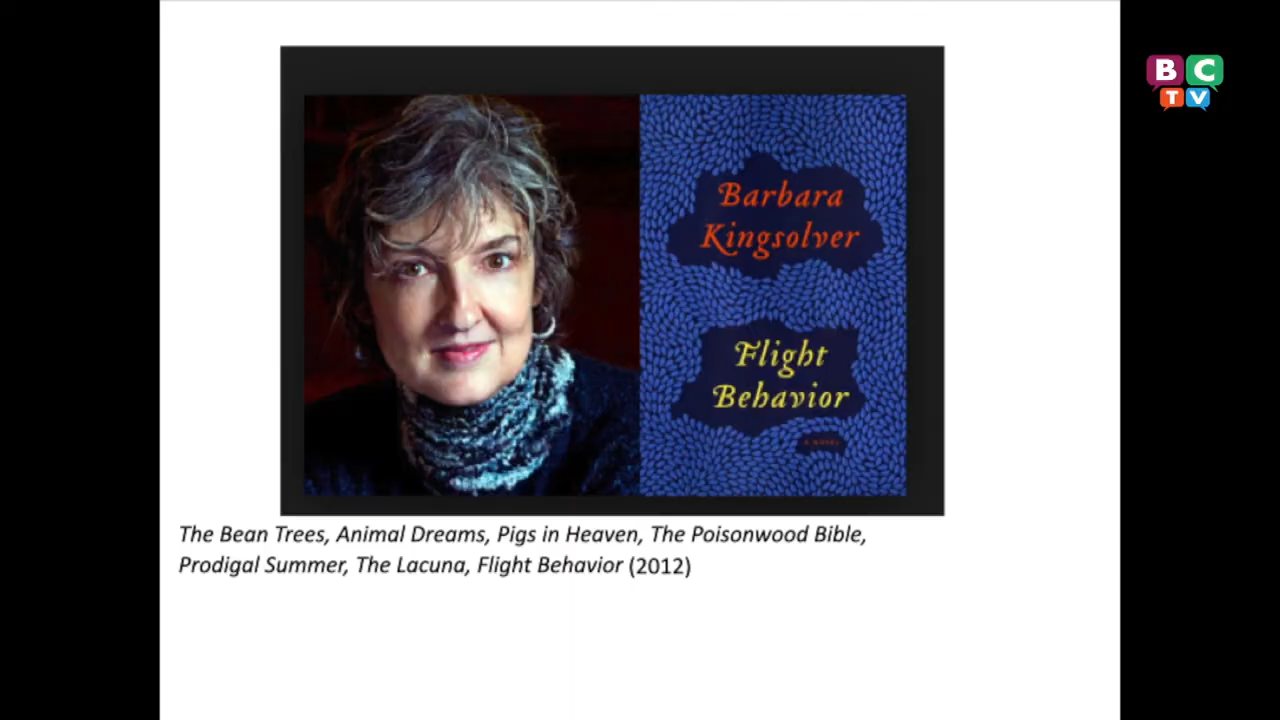 BC
TV
Barbara
Kingsolver
Flight
Behavior
A NOVEL
The Bean Trees, Animal Dreams, Pigs in Heaven, The Poisonwood Bible,
Prodigal Summer, The Lacuna, Flight Behavior (2012)